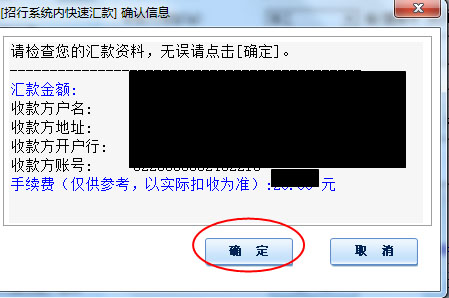 [招行系统内快速汇款] 确认信息
请检查您的汇款资料，无误请点击[确定]。
汇款金额:
收款方户名:
收款方地址:
收款方开户行:
收款方账号:
手续费（仅供参考，以实际扣收为准）: 元
确 定
取 消